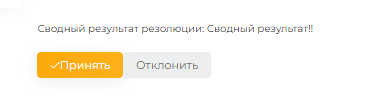 Сводный результат резолюции: Сводный результат!!
Принять Отклонить